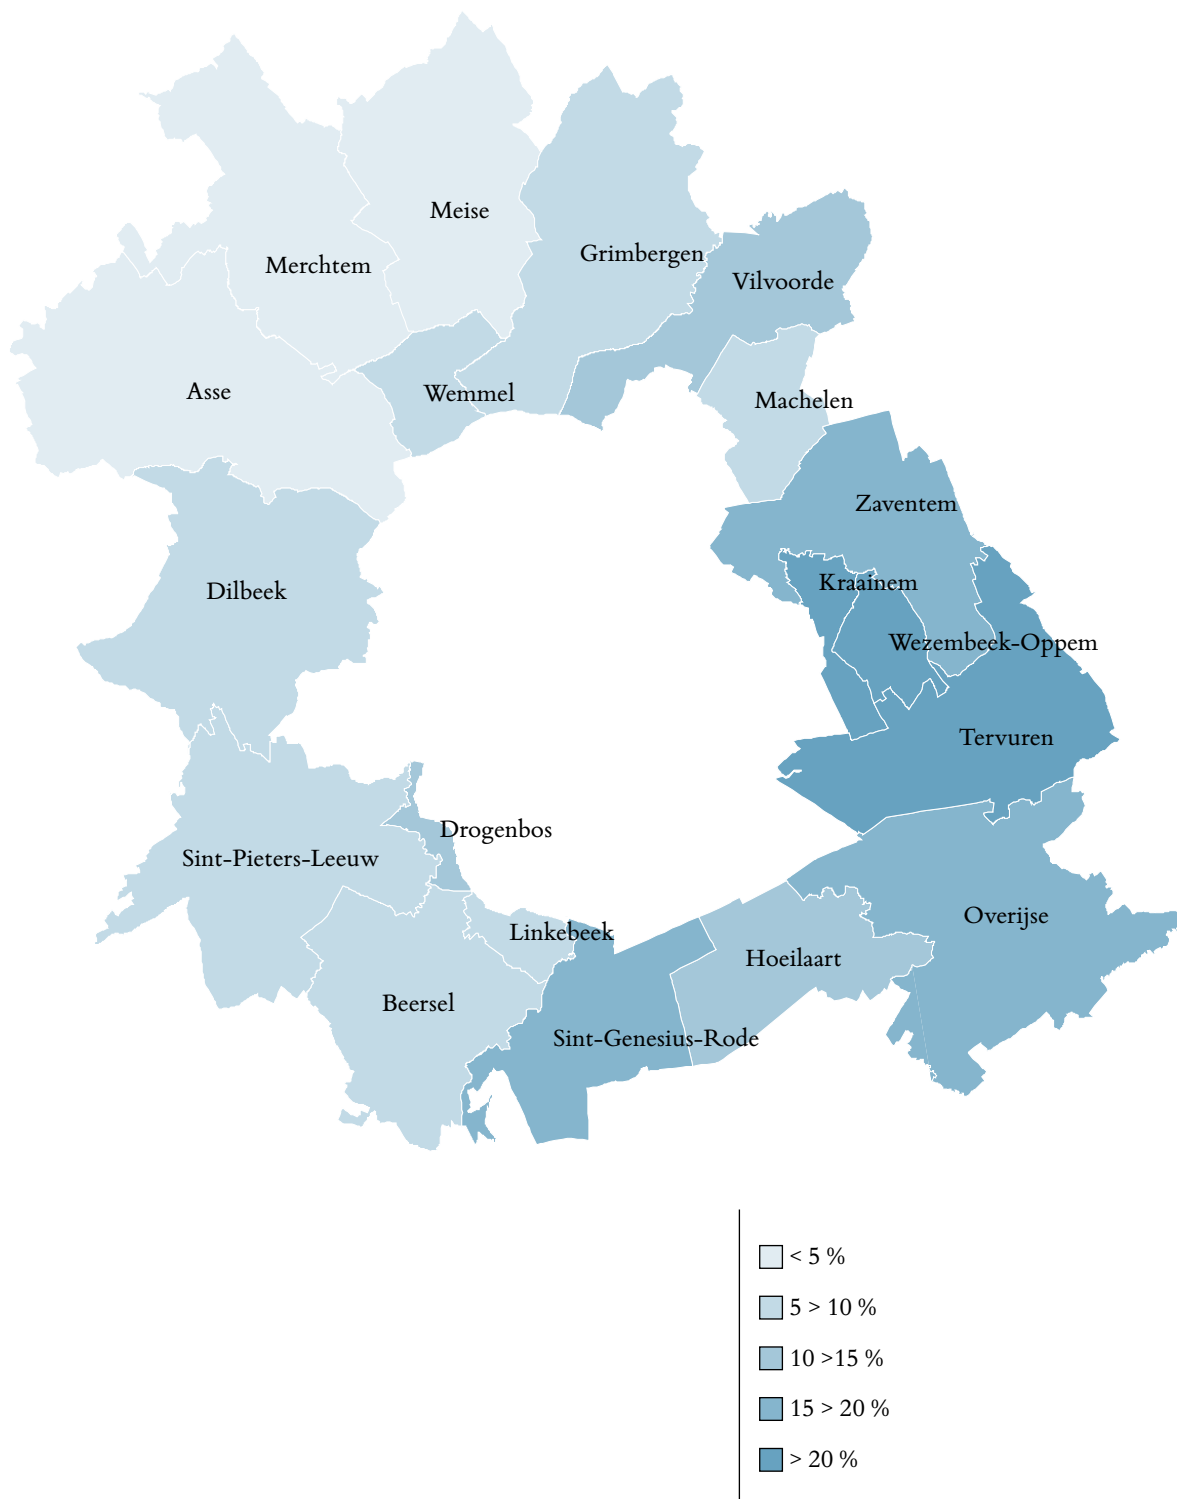 Meise
Grimbergen
Merchtem
Vilvoorde
Asse
Wemmel
Machelen
Zaventem
Kraainem
Dilbeek
Wezembeek-Oppem
Tervuren
Drogenbos
Sint-Pieters-Leeuw
Overijse
Linkebeek
Hoeilaart
Beersel
Sint-Genesius-Rode
< 5 %
5 > 10 %
10 >15 %
15 > 20 %
> 20 %